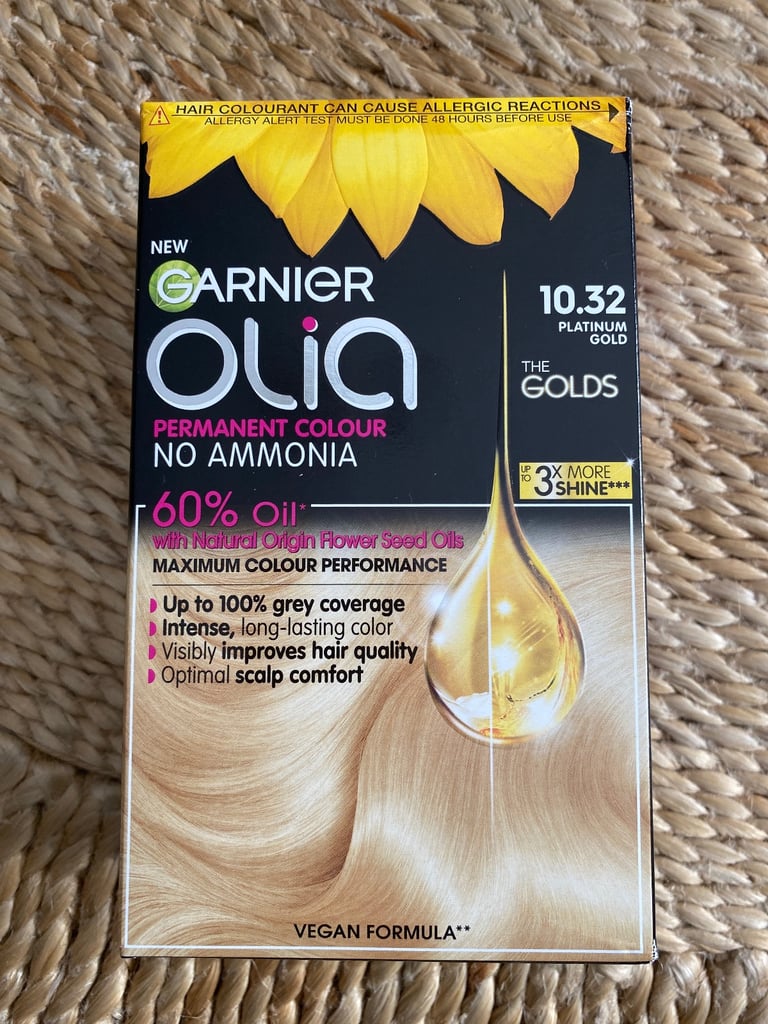 HAIR COLOURANT CAN CAUSE ALLERGIC REACTIONS
ALLERGY ALERT TEST MUST BE DONE 48 HOURS BEFORE USE
NEW
GARNIER
OLIA
PERMANENT COLOUR
NO AMMONIA
10.32
PLATINUM
GOLD
THE
GOLDS
UP TO 3X MORE
SHINE***
60% Oil*
with Natural Origin Flower Seed Oils
MAXIMUM COLOUR PERFORMANCE
Up to 100% grey coverage
Intense, long-lasting color
Visibly improves hair quality
Optimal scalp comfort
VEGAN FORMULA**